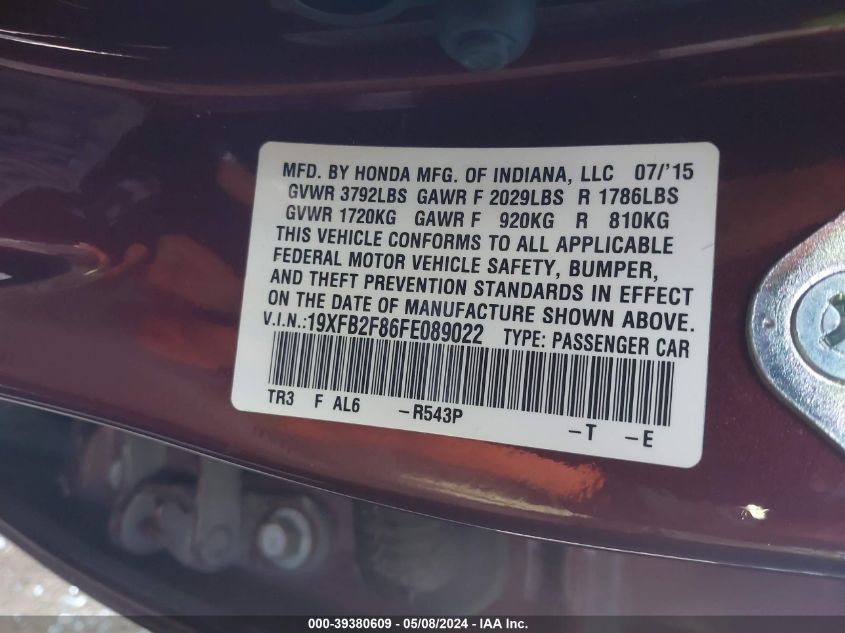 MFD. BY HONDA MFG. OF INDIANA, LLC 07/'15
GVWR 3792LBS GAWR F 2029LBS R 1786LBS
GVWR 1720KG GAWR F 920KG R 810KG
THIS VEHICLE CONFORMS TO ALL APPLICABLE
FEDERAL MOTOR VEHICLE SAFETY, BUMPER,
AND THEFT PREVENTION STANDARDS IN EFFECT
ON THE DATE OF MANUFACTURE SHOWN ABOVE.
V.I.N.:19XFB2F86FE089022 TYPE: PASSENGER CAR
TR3 F AL6 -R543P -T -E
000-39380609 - 05/08/2024 - IAA Inc.